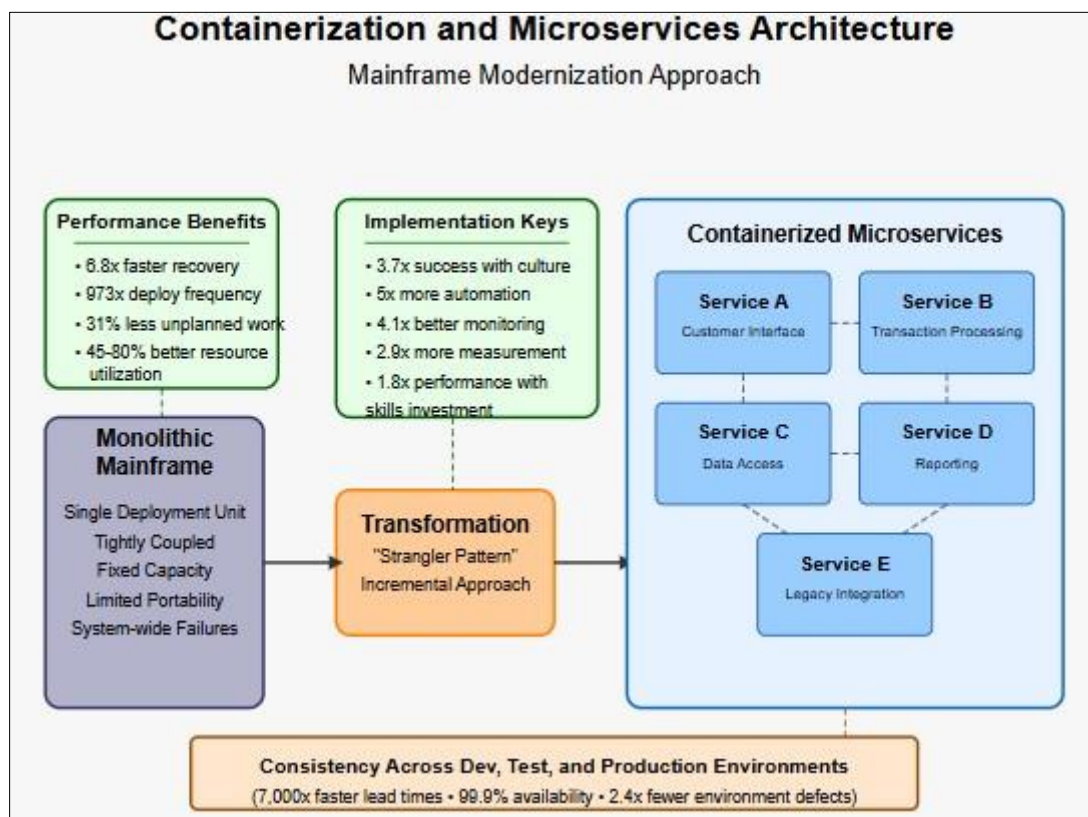 Containerization and Microservices Architecture
Mainframe Modernization Approach
Performance Benefits
• 6.8x faster recovery
• 973x deploy frequency
• 31% less unplanned work
• 45-80% better resource
utilization
Implementation Keys
• 3.7x success with culture
• 5x more automation
• 4.1x better monitoring
• 2.9x more measurement
• 1.8x performance with
skills investment
Monolithic
Mainframe
Single Deployment Unit
Tightly Coupled
Fixed Capacity
Limited Portability
System-wide Failures
Transformation
"Strangler Pattern"
Incremental Approach
Containerized Microservices
Service A
Customer Interface
Service B
Transaction Processing
Service C
Data Access
Service D
Reporting
Service E
Legacy Integration
Consistency Across Dev, Test, and Production Environments
(7,000x faster lead times • 99.9% availability • 2.4x fewer environment defects)